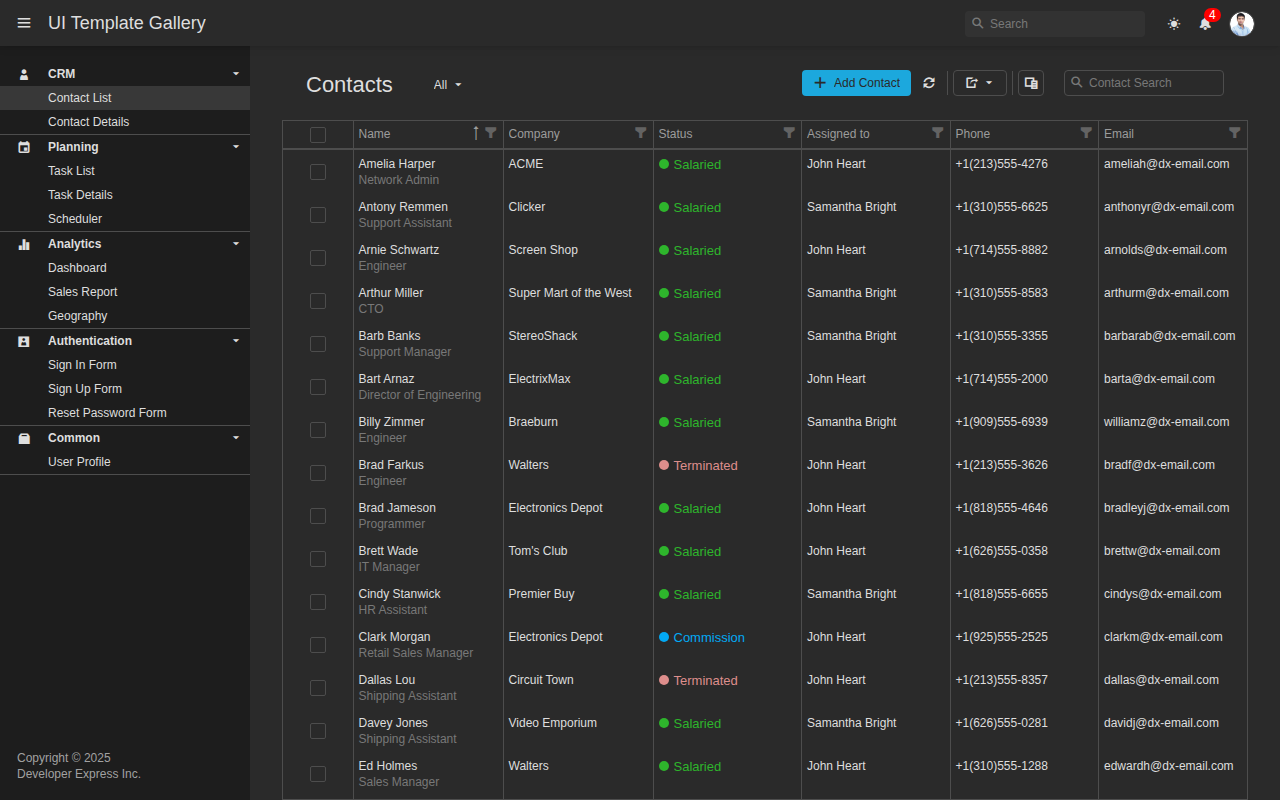 UI Template Gallery
Search
4
CRM
Contact List
Contact Details
Planning
Task List
Task Details
Scheduler
Analytics
Dashboard
Sales Report
Geography
Authentication
Sign In Form
Sign Up Form
Reset Password Form
Common
User Profile
Copyright © 2025
Developer Express Inc.
Contacts All Add Contact Contact Search
Name Company Status Assigned to Phone Email
Amelia Harper ACME Salaried John Heart +1(213)555-4276 ameliah@dx-email.com
Network Admin
Antony Remmen Clicker Salaried Samantha Bright +1(310)555-6625 anthonyr@dx-email.com
Support Assistant
Arnie Schwartz Screen Shop Salaried John Heart +1(714)555-8882 arnolds@dx-email.com
Engineer
Arthur Miller Super Mart of the West Salaried Samantha Bright +1(310)555-8583 arthurm@dx-email.com
CTO
Barb Banks StereoShack Salaried Samantha Bright +1(310)555-3355 barbarab@dx-email.com
Support Manager
Bart Arnaz ElectrixMax Salaried John Heart +1(714)555-2000 barta@dx-email.com
Director of Engineering
Billy Zimmer Braeburn Salaried Samantha Bright +1(909)555-6939 williamz@dx-email.com
Engineer
Brad Farkus Walters Terminated John Heart +1(213)555-3626 bradf@dx-email.com
Engineer
Brad Jameson Electronics Depot Salaried John Heart +1(818)555-4646 bradleyj@dx-email.com
Programmer
Brett Wade Tom's Club Salaried John Heart +1(626)555-0358 brettw@dx-email.com
IT Manager
Cindy Stanwick Premier Buy Salaried Samantha Bright +1(818)555-6655 cindys@dx-email.com
HR Assistant
Clark Morgan Electronics Depot Commission John Heart +1(925)555-2525 clarkm@dx-email.com
Retail Sales Manager
Dallas Lou Circuit Town Terminated John Heart +1(213)555-8357 dallas@dx-email.com
Shipping Assistant
Davey Jones Video Emporium Salaried Samantha Bright +1(626)555-0281 davidj@dx-email.com
Shipping Assistant
Ed Holmes Walters Salaried John Heart +1(310)555-1288 edwardh@dx-email.com
Sales Manager